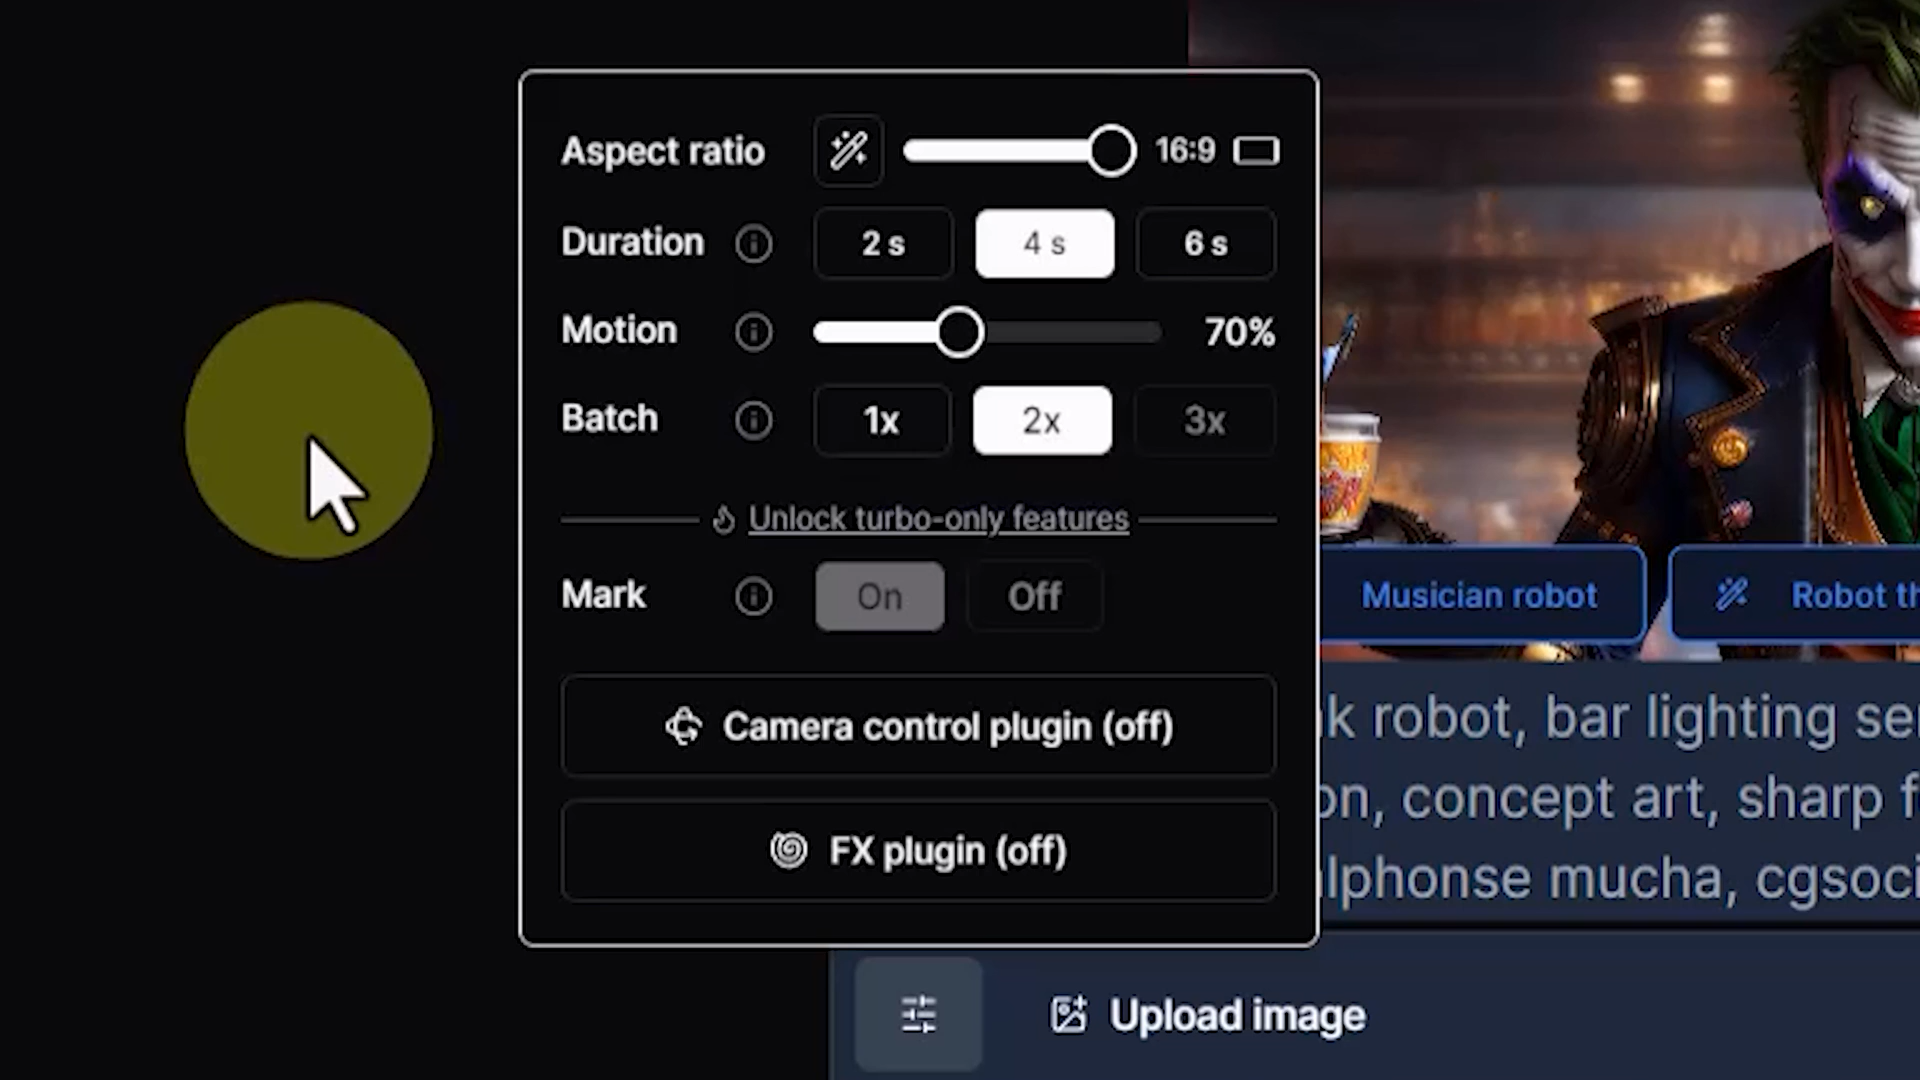 Aspect ratio 16:9
Duration 2 s 4 s 6 s
Motion 70%
Batch 1x 2x 3x
Unlock turbo-only features
Mark On Off
Musician robot
Robot th
Camera control plugin (off)
k robot, bar lighting se
on, concept art, sharp f
FX plugin (off)
lphonse mucha, cgsoci
Upload image